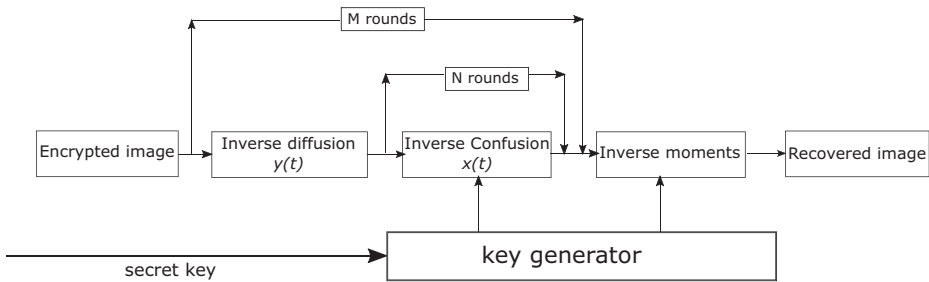 M rounds
N rounds
Encrypted image
Inverse diffusion
y(t)
Inverse Confusion
x(t)
Inverse moments
Recovered image
key generator
secret key